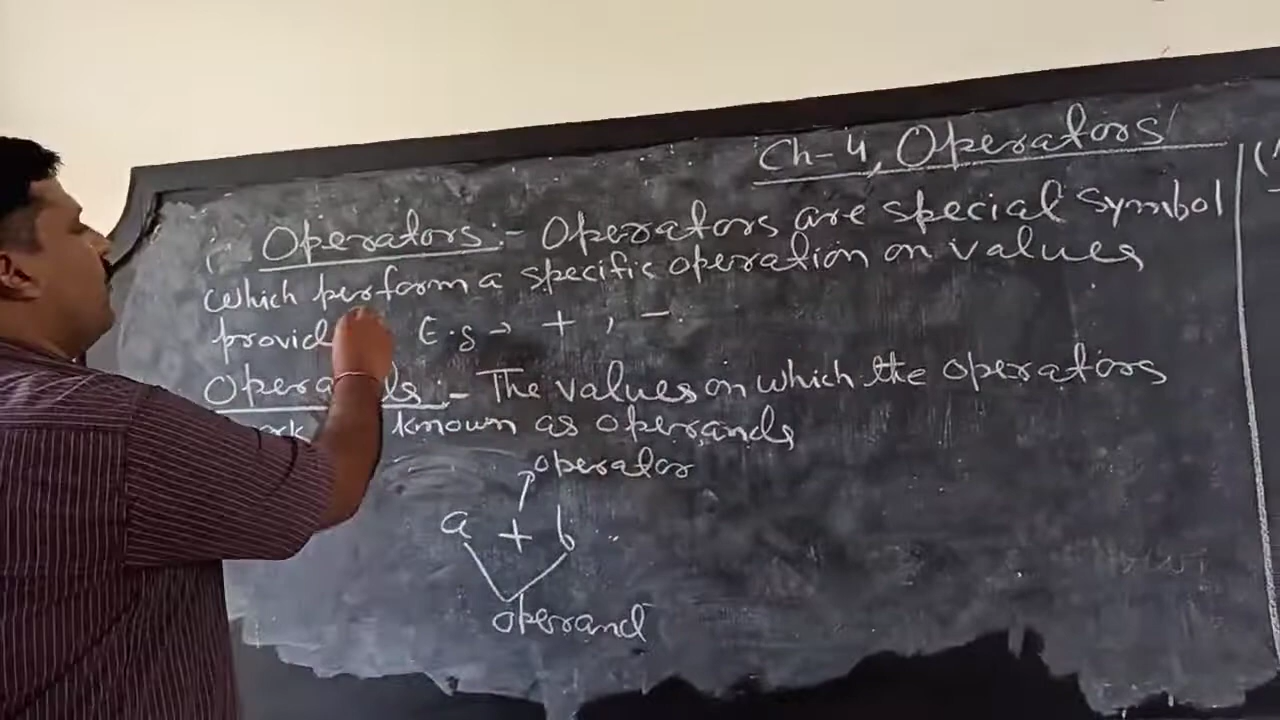 Ch-4, Operators
Operators:- Operators are special Symbol
which perform a specific operation on values
provid E.g → + , -.
Operands:- The values on which the operators
known as operands
operator
a + b
operand